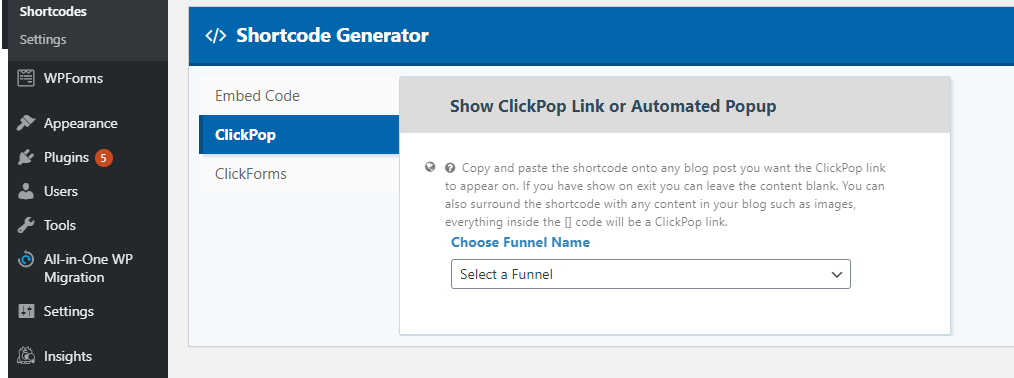 Shortcodes
Settings
WPForms
Appearance
Plugins 5
Users
Tools
All-in-One WP
Migration
Settings
Insights
</> Shortcode Generator
Embed Code
ClickPop
ClickForms
Show ClickPop Link or Automated Popup
? Copy and paste the shortcode onto any blog post you want the ClickPop link
to appear on. If you have show on exit you can leave the content blank. You can
also surround the shortcode with any content in your blog such as images,
everything inside the [] code will be a ClickPop link.
Choose Funnel Name
Select a Funnel